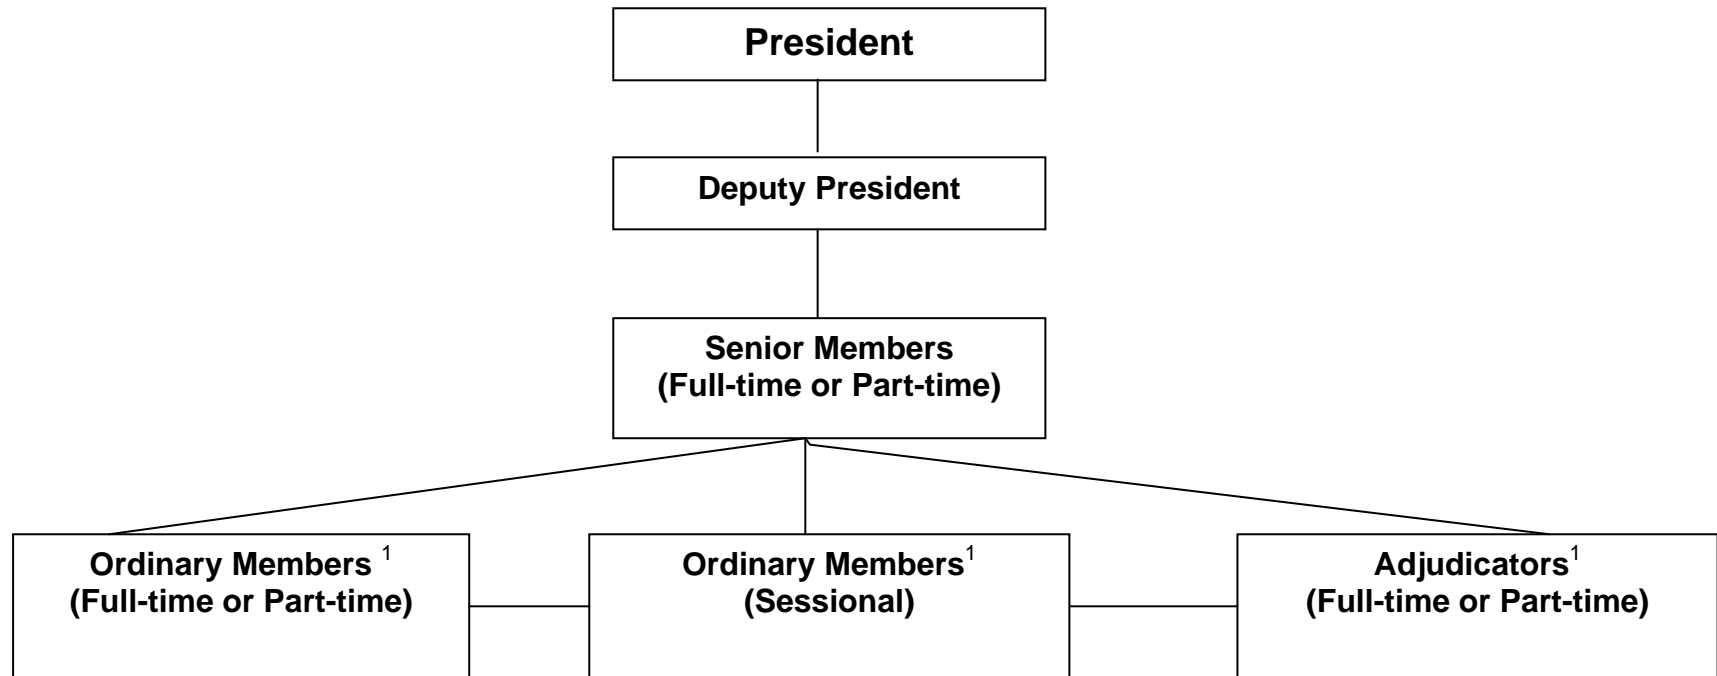 President
Deputy President
Senior Members
(Full-time or Part-time)
Ordinary Members ¹
(Full-time or Part-time)
Ordinary Members¹
(Sessional)
Adjudicators¹
(Full-time or Part-time)